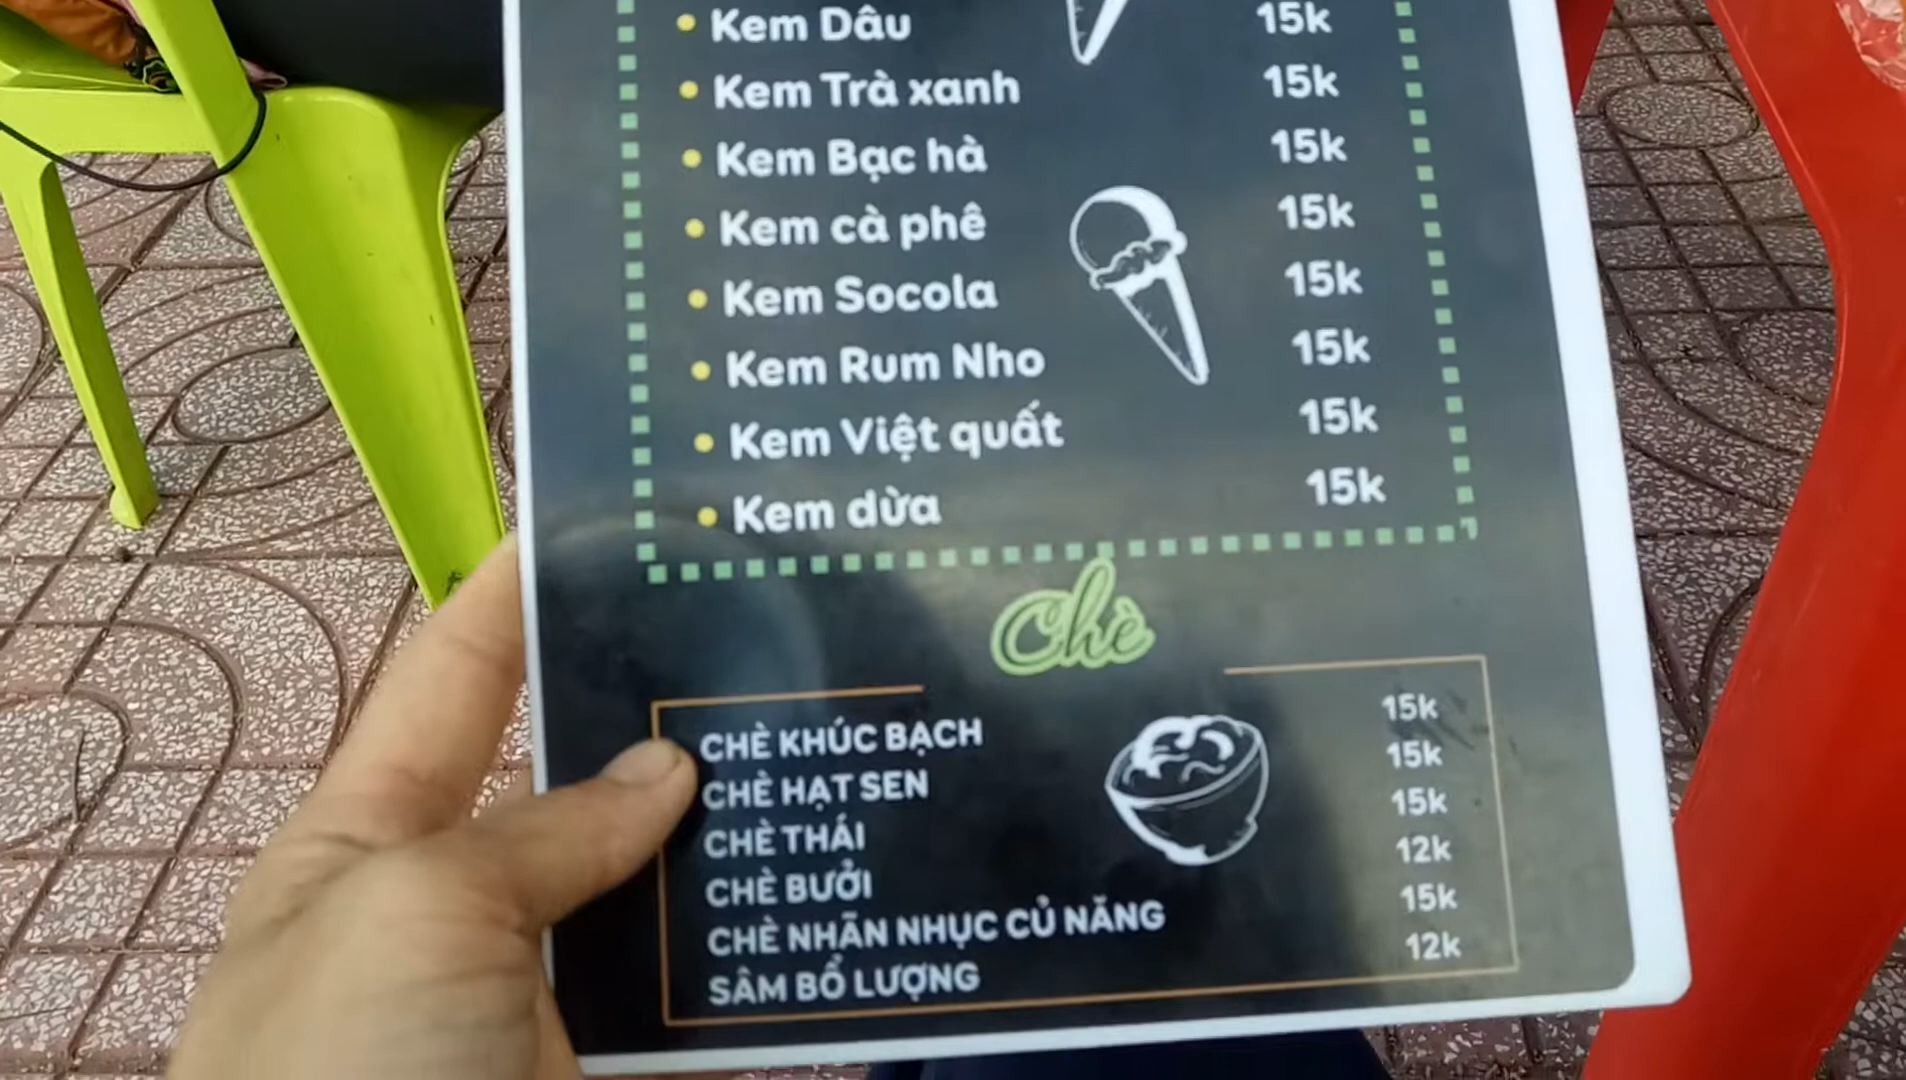 Kem Dâu 15k
Kem Trà xanh 15k
Kem Bạc hà 15k
Kem cà phê 15k
Kem Socola 15k
Kem Rum Nho 15k
Kem Việt quất 15k
Kem dừa 15k
Chè
CHÈ KHÚC BẠCH 15k
CHÈ HẠT SEN 15k
CHÈ THÁI 15k
CHÈ BƯỞI 12k
CHÈ NHÃN NHỤC CỦ NĂNG 15k
SÂM BỔ LƯỢNG 12k